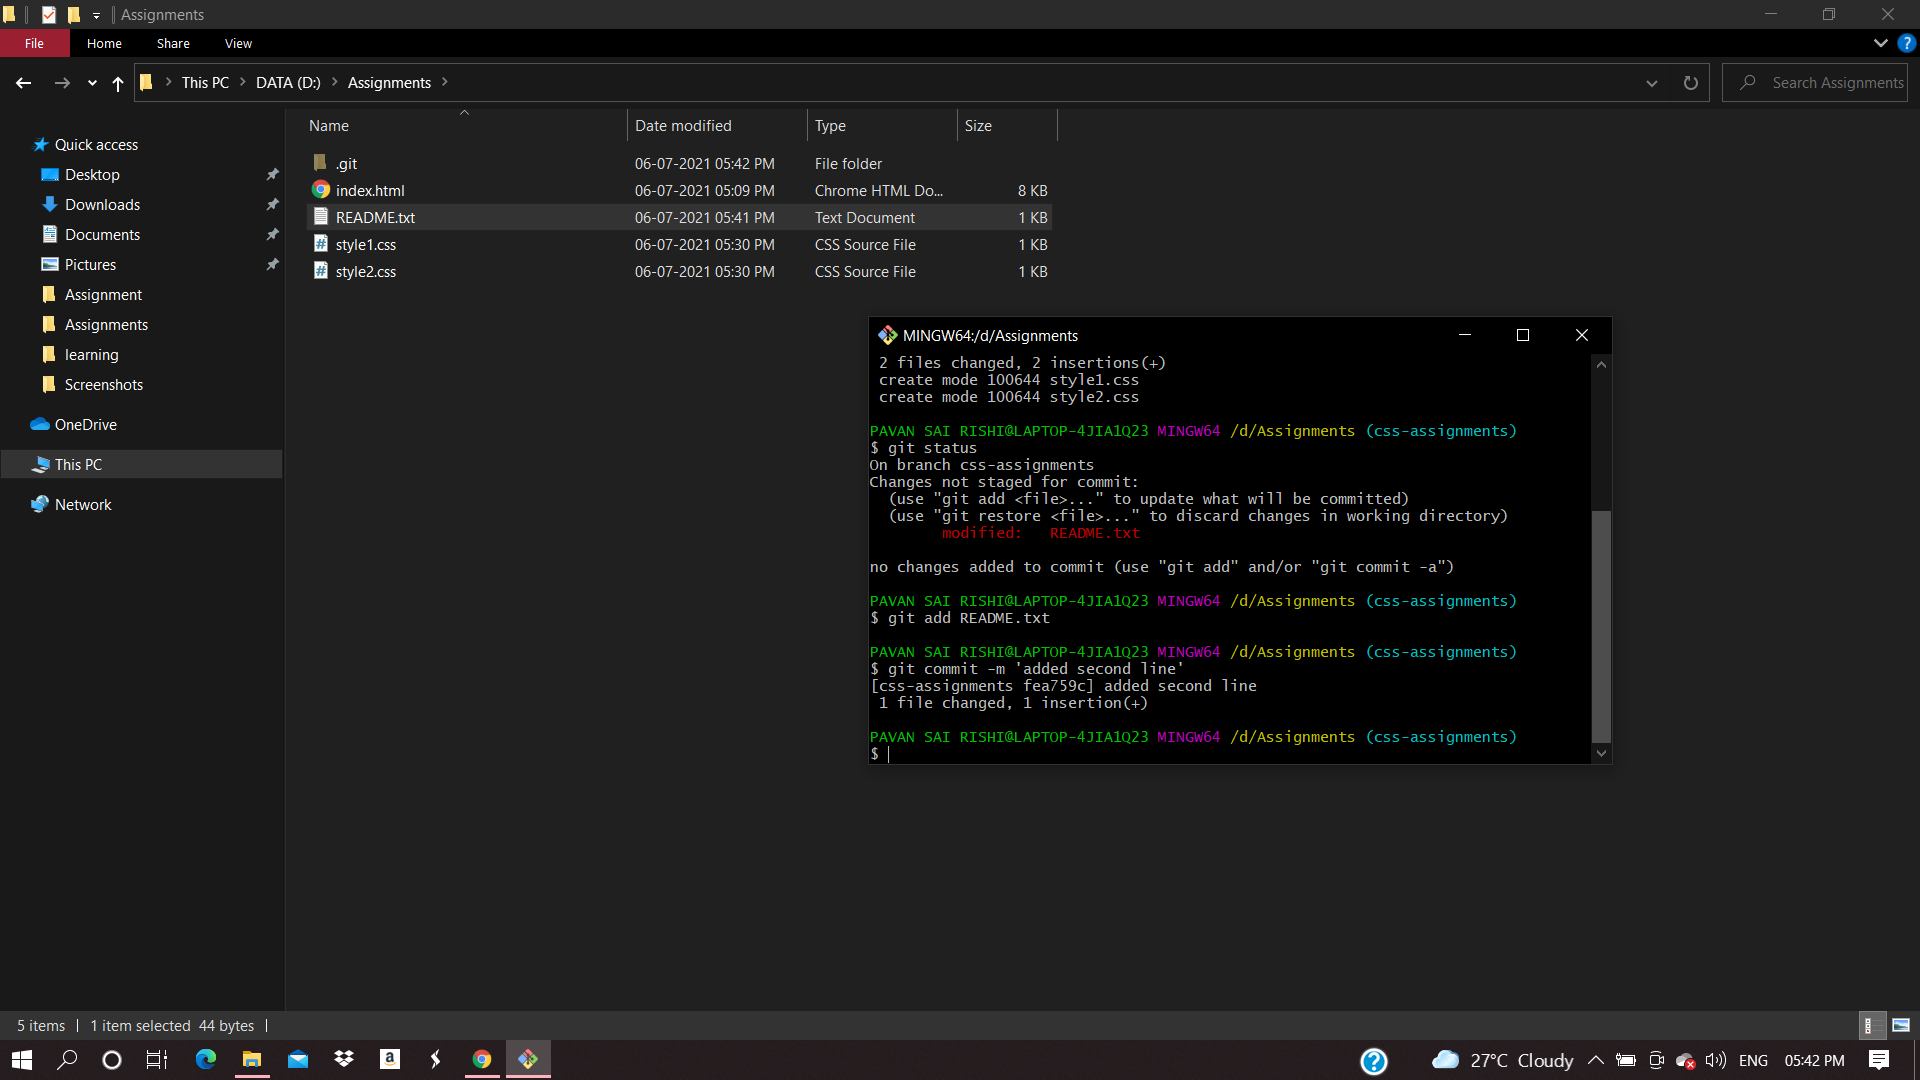 Assignments
File Home Share View
This PC DATA (D:) Assignments
Search Assignments
Name Date modified Type Size
.git 06-07-2021 05:42 PM File folder
index.html 06-07-2021 05:09 PM Chrome HTML Do... 8 KB
README.txt 06-07-2021 05:41 PM Text Document 1 KB
style1.css 06-07-2021 05:30 PM CSS Source File 1 KB
style2.css 06-07-2021 05:30 PM CSS Source File 1 KB
Quick access
Desktop
Downloads
Documents
Pictures
Assignment
Assignments
learning
Screenshots
OneDrive
This PC
Network
MINGW64:/d/Assignments
2 files changed, 2 insertions(+)
create mode 100644 style1.css
create mode 100644 style2.css
PAVAN SAI RISHI@LAPTOP-4JIA1Q23 MINGW64 /d/Assignments (css-assignments)
$ git status
On branch css-assignments
Changes not staged for commit:
(use "git add <file>..." to update what will be committed)
(use "git restore <file>..." to discard changes in working directory)
modified: README.txt
no changes added to commit (use "git add" and/or "git commit -a")
PAVAN SAI RISHI@LAPTOP-4JIA1Q23 MINGW64 /d/Assignments (css-assignments)
$ git add README.txt
PAVAN SAI RISHI@LAPTOP-4JIA1Q23 MINGW64 /d/Assignments (css-assignments)
$ git commit -m 'added second line'
[css-assignments fea759c] added second line
1 file changed, 1 insertion(+)
PAVAN SAI RISHI@LAPTOP-4JIA1Q23 MINGW64 /d/Assignments (css-assignments)
$
5 items 1 item selected 44 bytes
27°C Cloudy ENG 05:42 PM